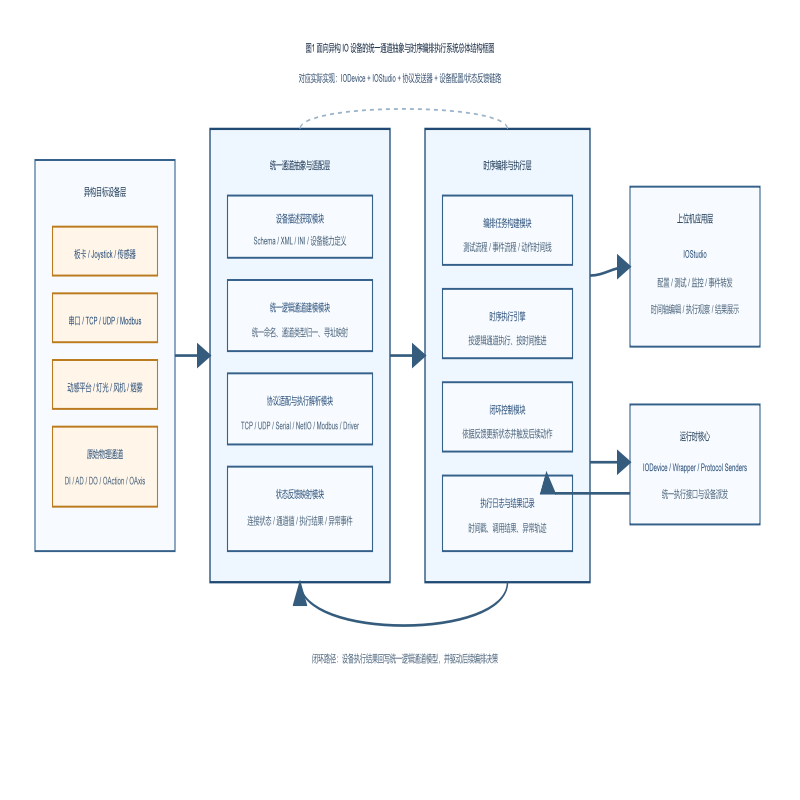 图1 面向异构 IO 设备的统一通道抽象与时序编排执行系统总体结构框图
对应实际实现：IODevice + IOStudio + 协议发送器 + 设备配置/状态反馈链路
异构目标设备层
板卡 / Joystick / 传感器
串口 / TCP / UDP / Modbus
动感平台 / 灯光 / 风机 / 烟雾
原始物理通道
DI / AD / DO / OAction / OAxis
统一通道抽象与适配层
设备描述获取模块
Schema / XML / INI / 设备能力定义
统一逻辑通道建模模块
统一命名、通道类型归一、寻址映射
协议适配与执行解析模块
TCP / UDP / Serial / NetIO / Modbus / Driver
状态反馈映射模块
连接状态 / 通道值 / 执行结果 / 异常事件
时序编排与执行层
编排任务构建模块
测试流程 / 事件流程 / 动作时间线
时序执行引擎
按逻辑通道执行、按时间推进
闭环控制模块
依据反馈更新状态并触发后续动作
执行日志与结果记录
时间戳、调用结果、异常轨迹
上位机应用层
IOStudio
配置 / 测试 / 监控 / 事件转发
时间轴编辑 / 执行观察 / 结果展示
运行时核心
IODevice / Wrapper / Protocol Senders
统一执行接口与设备派发
闭环路径：设备执行结果回写统一逻辑通道模型，并驱动后续编排决策